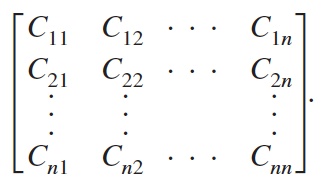 C₁₁ C₁₂ · · · C₁ₙ
C₂₁ C₂₂ · · · C₂ₙ
⋮ ⋮ ⋮
Cₙ₁ Cₙ₂ · · · Cₙₙ .